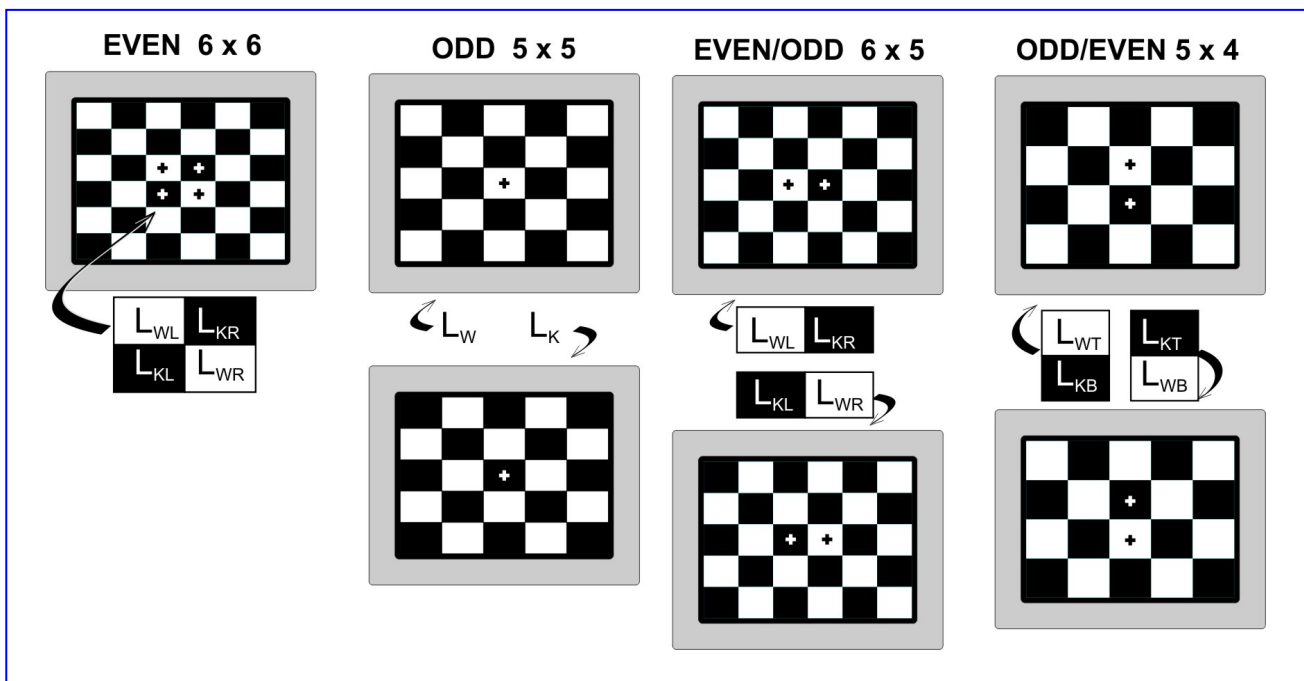 EVEN 6 x 6
ODD 5 x 5
EVEN/ODD 6 x 5
ODD/EVEN 5 x 4
LWL LKR
LKL LWR
LW LK
LWL LKR
LKL LWR
LWT LKT
LKB LWB